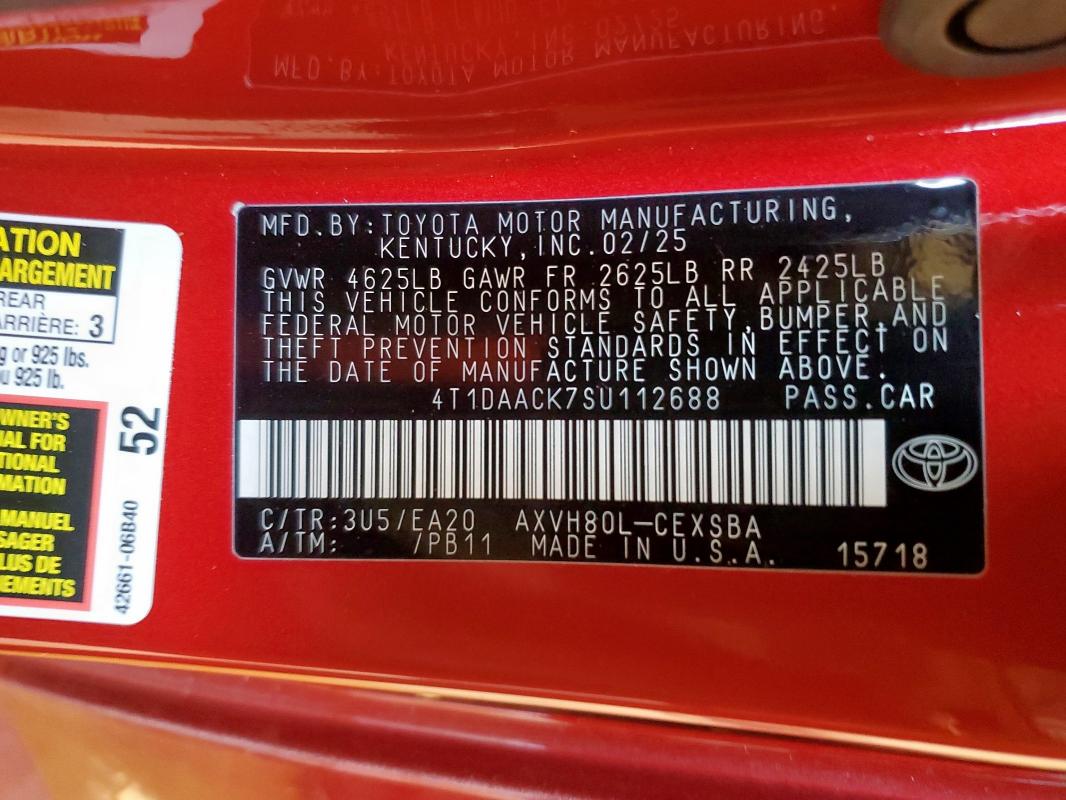 MFD.BY:TOYOTA MOTOR MANUFACTURING,
KENTUCKY,INC.02/25
GVWR 4625LB GAWR FR 2625LB RR 2425LB
THIS VEHICLE CONFORMS TO ALL APPLICABLE
FEDERAL MOTOR VEHICLE SAFETY,BUMPER,AND
THEFT PREVENTION STANDARDS IN EFFECT ON
THE DATE OF MANUFACTURE SHOWN ABOVE.
4T1DAACK7SU112688 PASS.CAR
C/TR:3U5/EA20 AXVH80L-CEXSBA
A/TM: /PB11 MADE IN U.S.A. 15718
ATION
ARGEMENT
REAR
ARRIÈRE: 3
g or 925 lbs.
u 925 lb.
WNER'S
AL FOR
TIONAL
MATION
MANUEL
SAGER
LUS DE
EMENTS
52
42661-06B40